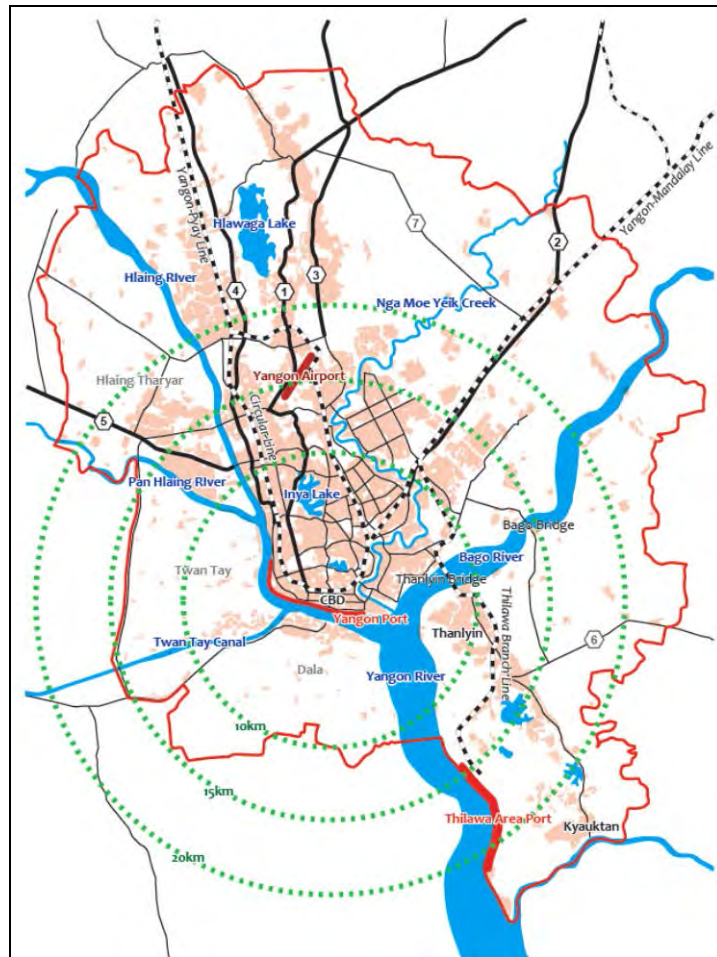 Yangon-Pyay Line
Hlawaga Lake
7
2
Yangon-Mandalay Line
3
Hlaing River
4
1
Nga Moe Yeik Creek
Yangon Airport
Hlaing Tharyar
Circular-Line
5
Pan Hlaing River
Inya Lake
Bago Bridge
Bago River
Twan Tay
Thanlyin Bridge
CBD
Yangon Port
Thilawa Branch Line
Twan Tay Canal
Thanlyin
6
Dala
Yangon River
10km
15km
Thilawa Area Port
Kyauktan
20km